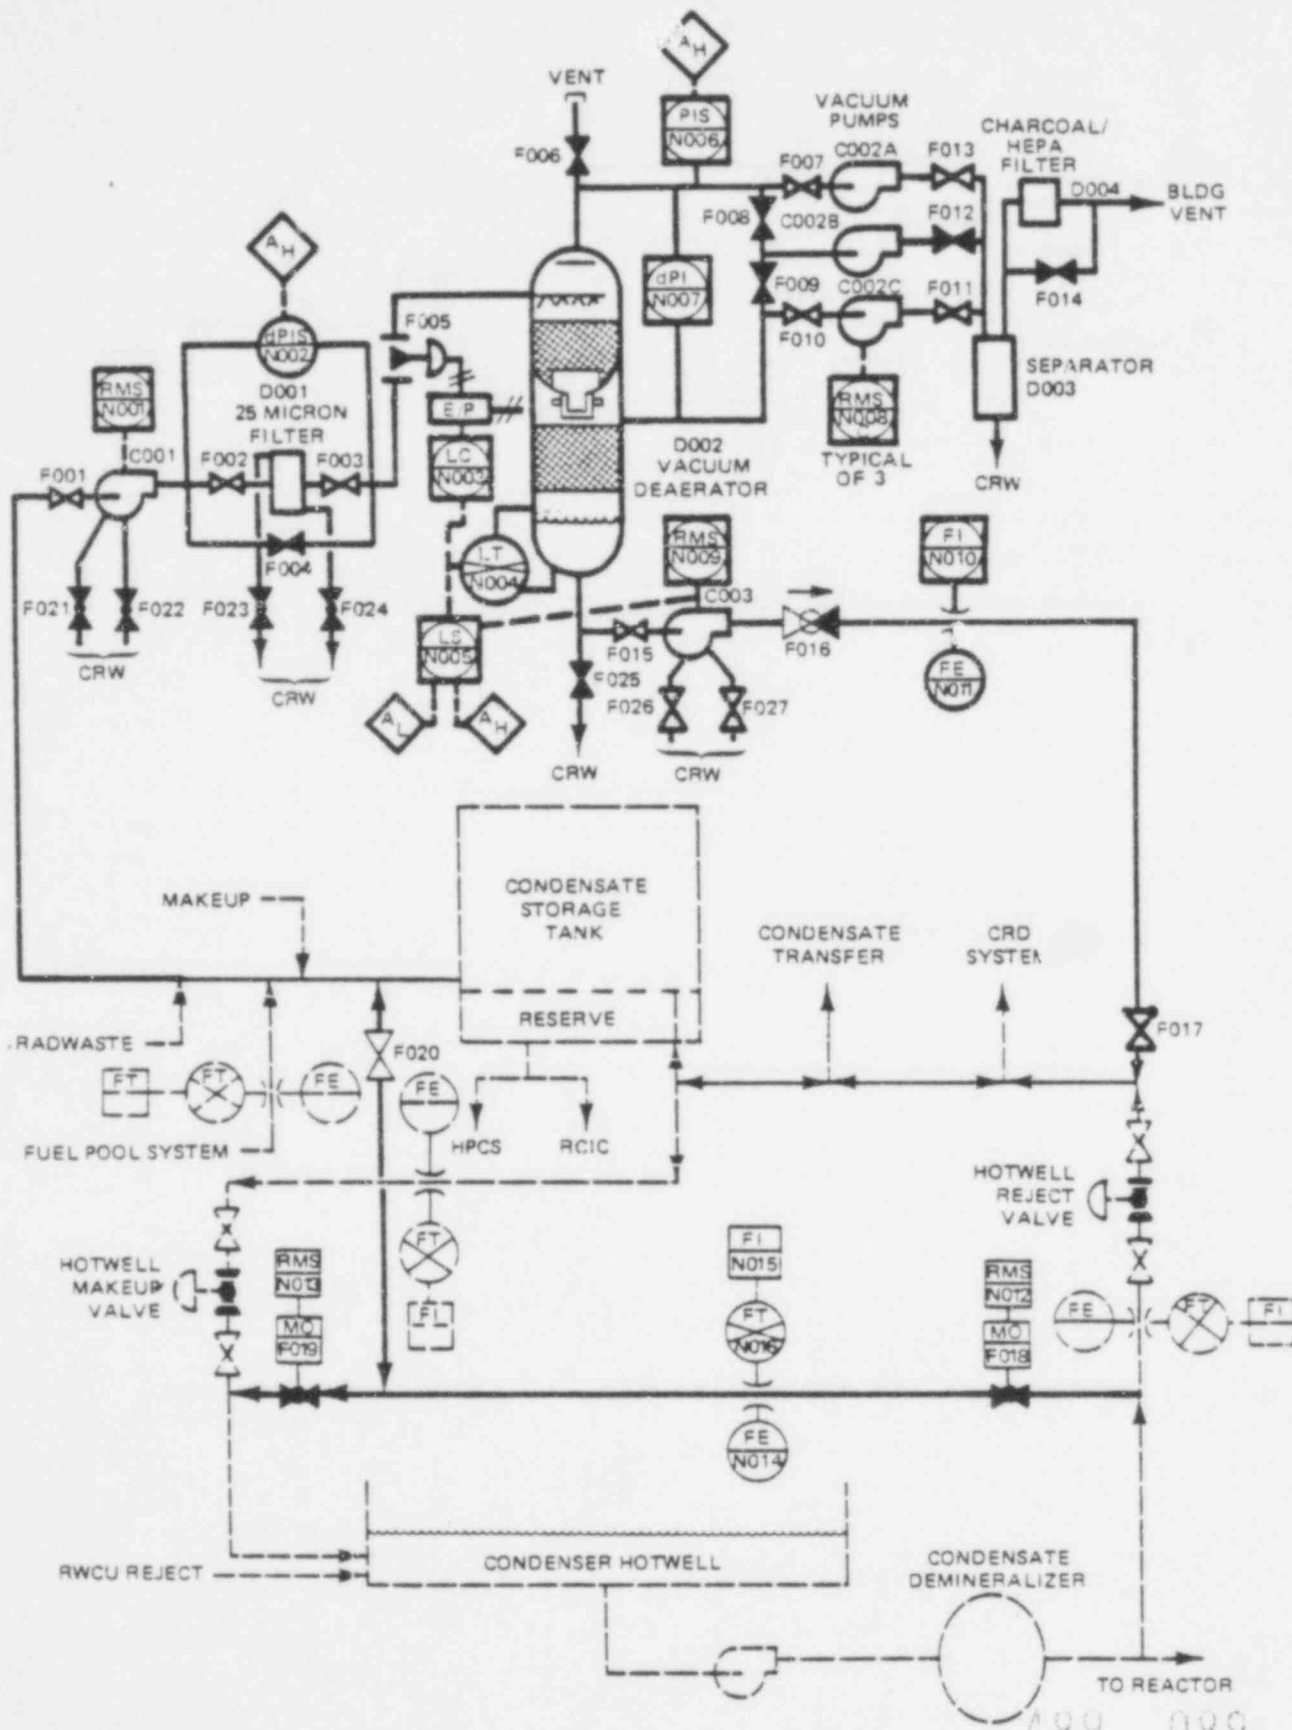 VENT
A H
PIS
N006
VACUUM
PUMPS
CHARCOAL/
HEPA
FILTER
F006
F007
C002A
F013
D004
BLDG
VENT
F008
C002B
F012
A H
dPI
N007
F009
C002C
F011
F014
F005
dPIS
N002
F010
SEPARATOR
D003
RMS
N001
D001
25 MICRON
FILTER
E/P
RMS
N008
LC
N003
D002
VACUUM
DEAERATOR
TYPICAL
OF 3
CRW
F001
C001
F002
F003
RMS
N009
FI
N010
F004
LT
N004
C003
F021
F022
F023
F024
LS
N005
F015
F016
FE
N011
F025
F026
F027
CRW
CRW
A L
A H
CRW
CRW
MAKEUP
CONDENSATE
STORAGE
TANK
CONDENSATE
TRANSFER
CRD
SYSTEM
RESERVE
F017
RADWASTE
F020
FT
FT
FE
FE
FUEL POOL SYSTEM
HPCS
RCIC
HOTWELL
REJECT
VALVE
HOTWELL
MAKEUP
VALVE
RMS
N013
FT
FI
N015
RMS
N012
MO
F019
FI
FT
N016
MO
F018
FE
FT
FI
FE
N014
RWCU REJECT
CONDENSER HOTWELL
CONDENSATE
DEMINERALIZER
TO REACTOR